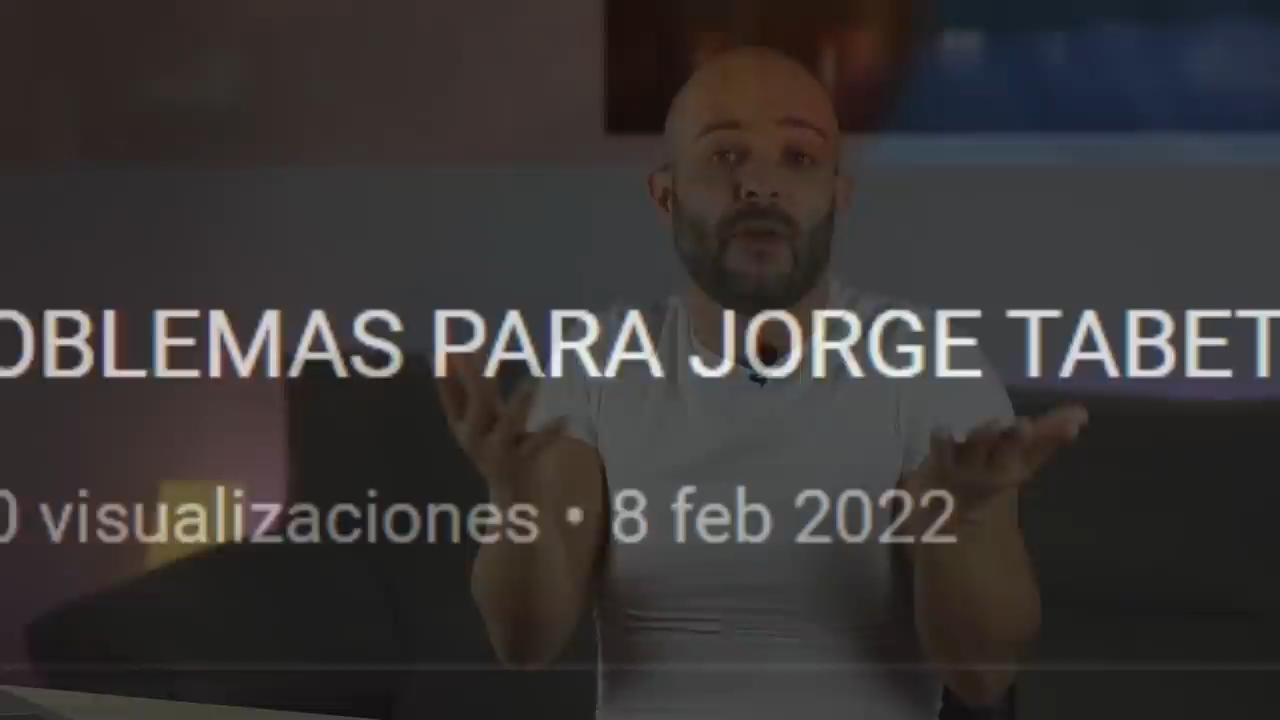 OBLEMAS PARA JORGE TABET
0 visualizaciones • 8 feb 2022